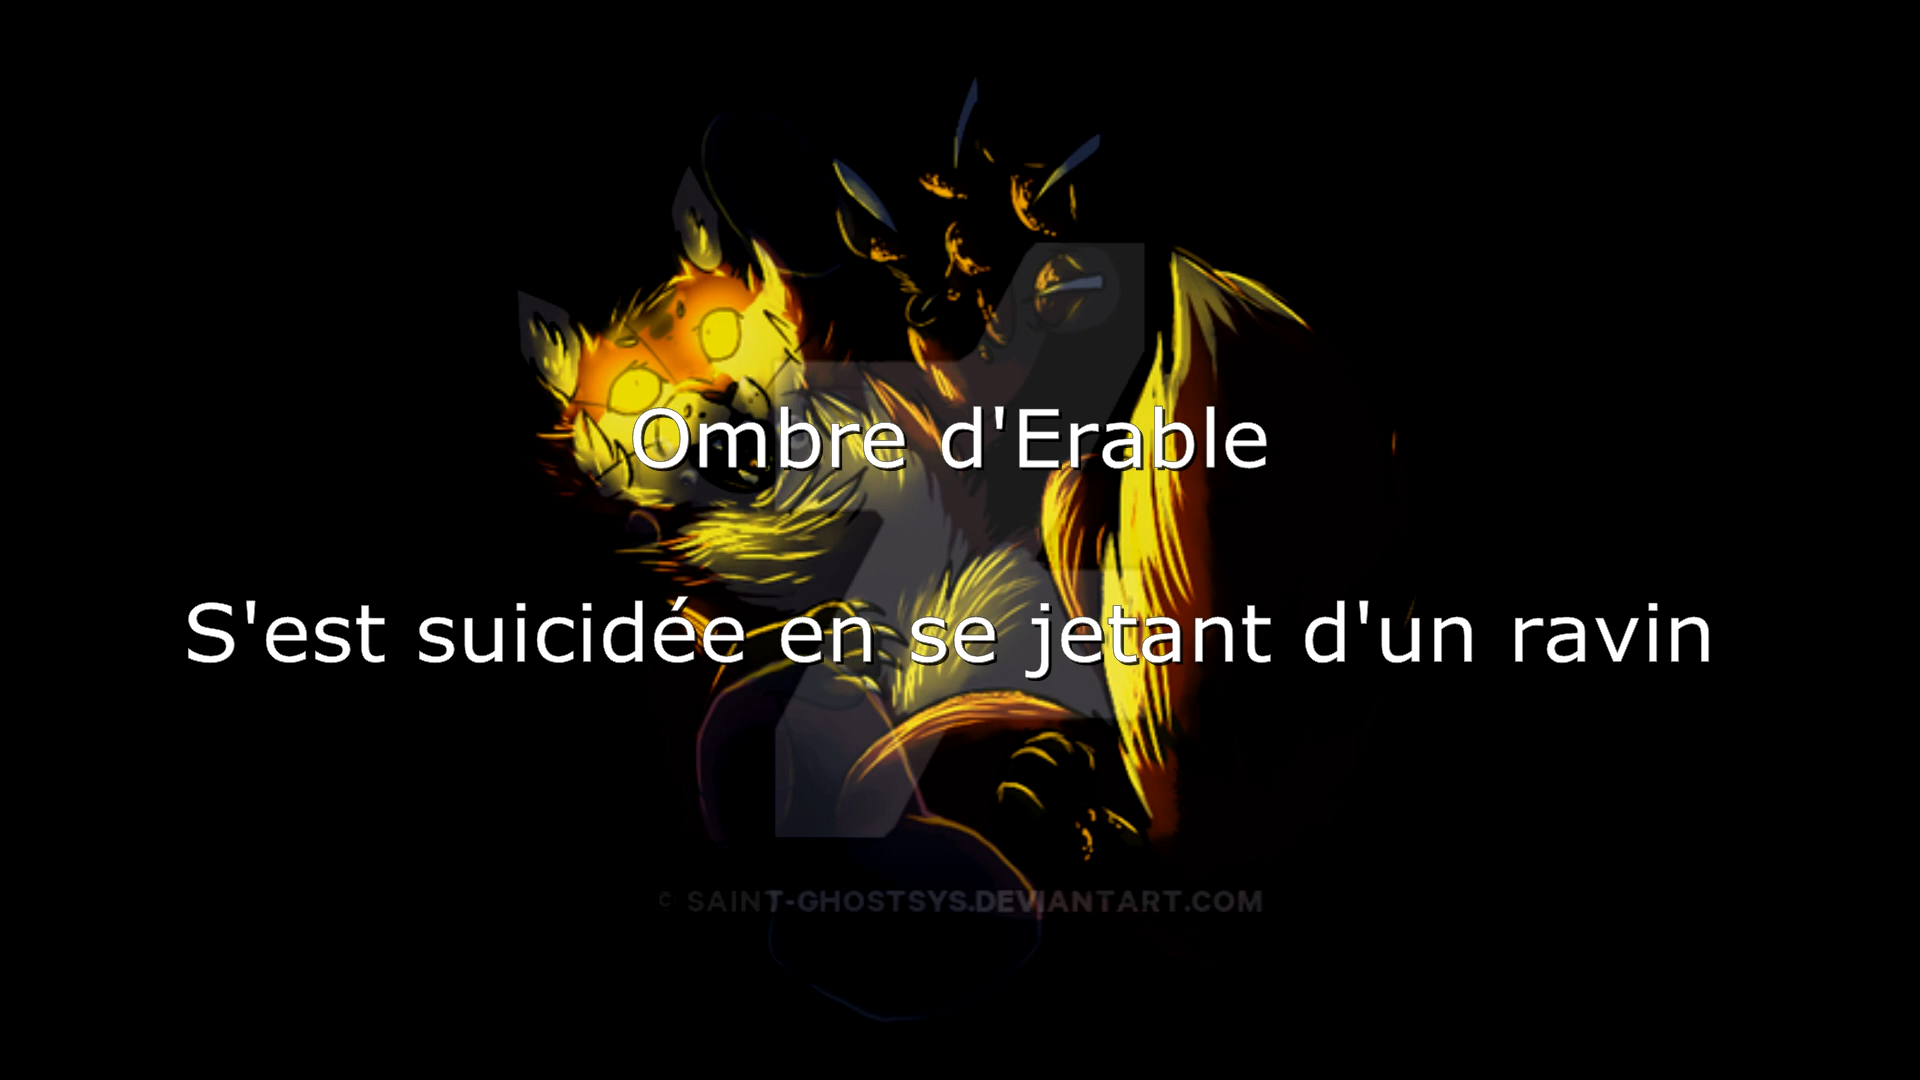 Ombre d'Erable
S'est suicidée en se jetant d'un ravin
© SAINT-GHOSTSYS.DEVIANTART.COM